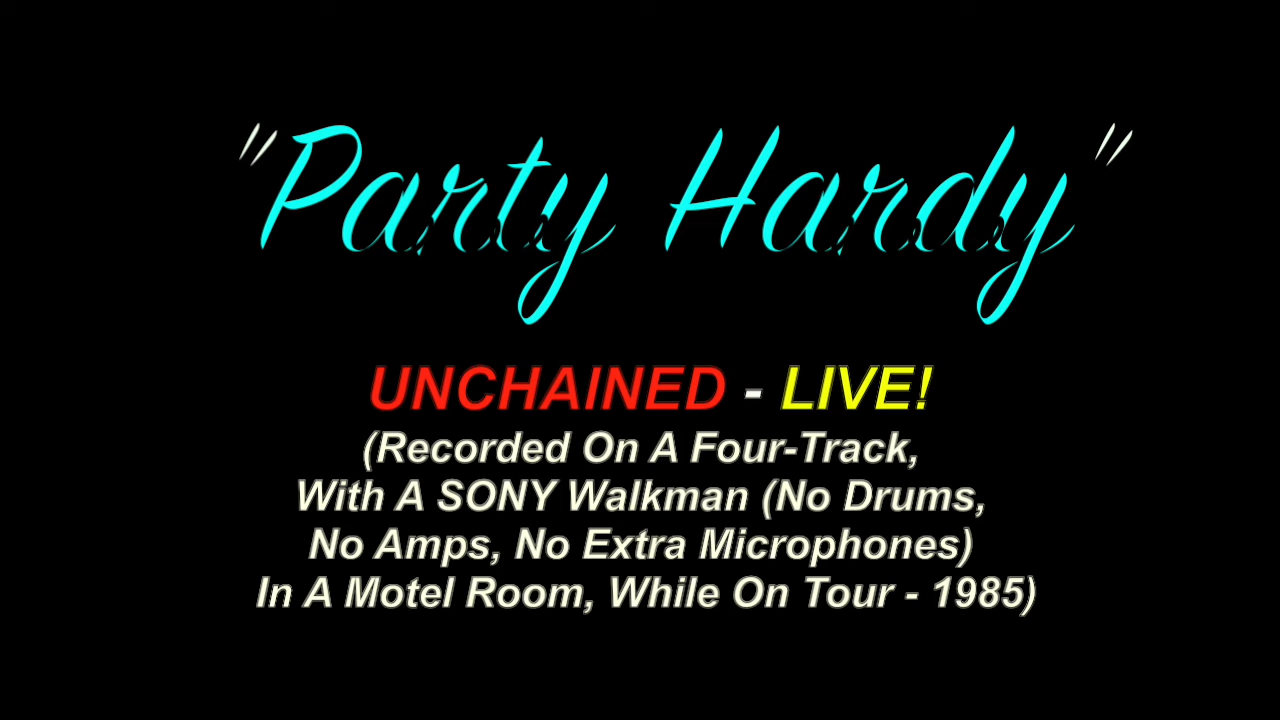 "Party Hardy"
UNCHAINED - LIVE!
(Recorded On A Four-Track,
With A SONY Walkman (No Drums,
No Amps, No Extra Microphones)
In A Motel Room, While On Tour - 1985)